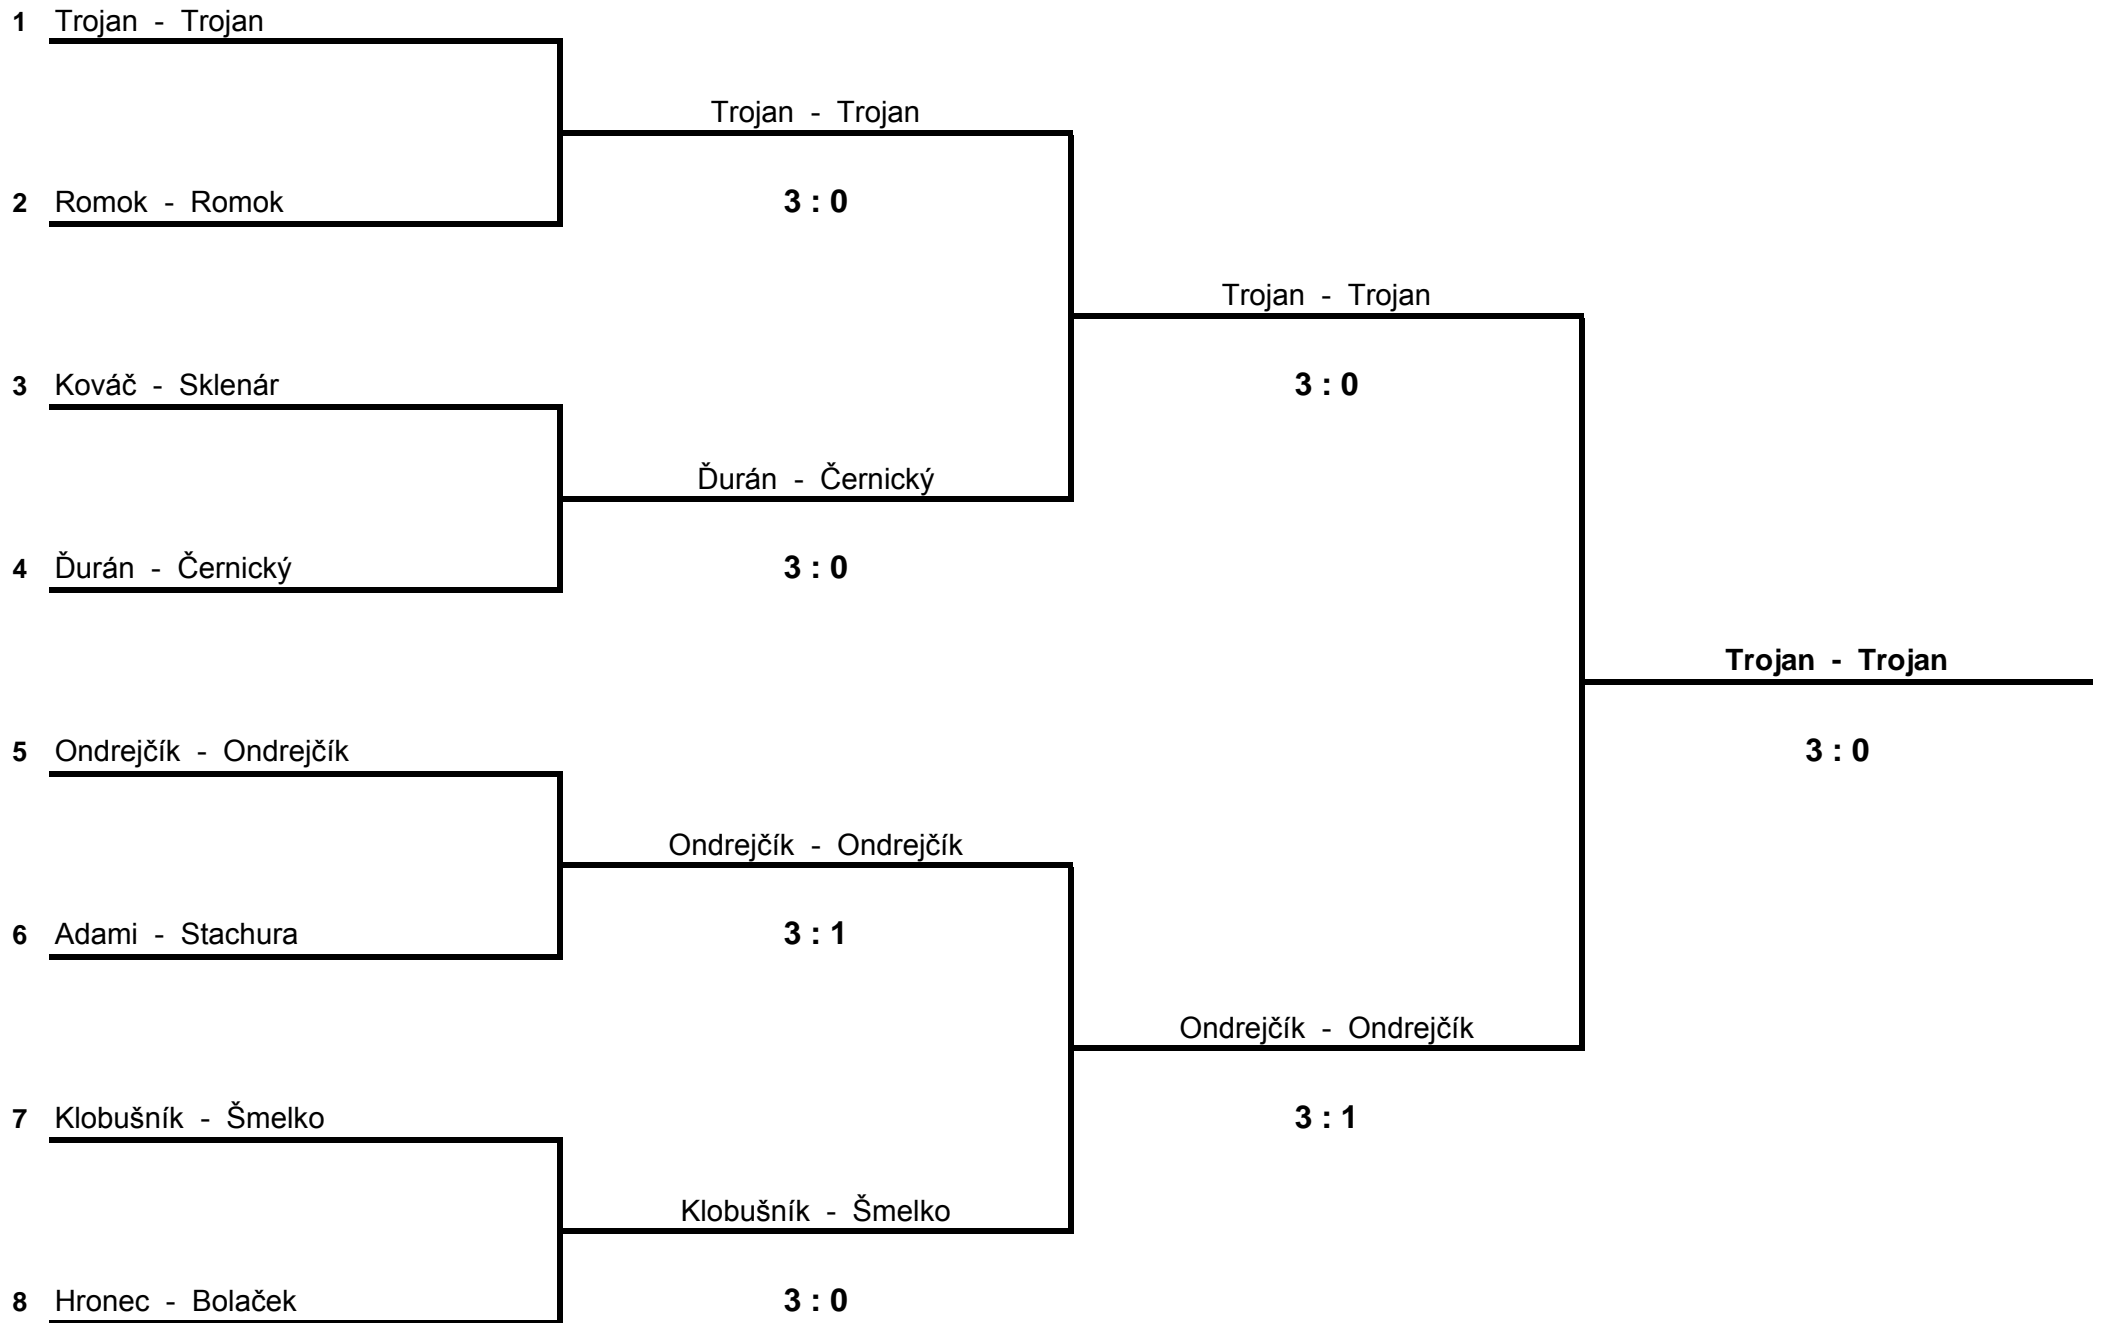 1 Trojan - Trojan
Trojan - Trojan
2 Romok - Romok 3 : 0
Trojan - Trojan
3 Kováč - Sklenár 3 : 0
Ďurán - Černický
4 Ďurán - Černický 3 : 0
Trojan - Trojan
5 Ondrejčík - Ondrejčík 3 : 0
Ondrejčík - Ondrejčík
6 Adami - Stachura 3 : 1
Ondrejčík - Ondrejčík
7 Klobušník - Šmelko 3 : 1
Klobušník - Šmelko
8 Hronec - Bolaček 3 : 0